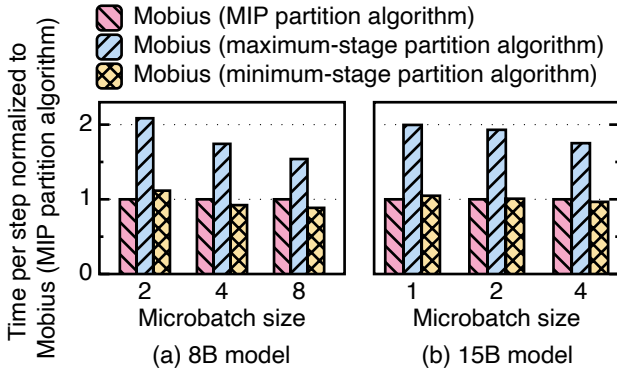 Mobius (MIP partition algorithm)
Mobius (maximum-stage partition algorithm)
Mobius (minimum-stage partition algorithm)
Time per step normalized to
Mobius (MIP partition algorithm)
2
1
0
2 4 8
1 2 4
Microbatch size
Microbatch size
(a) 8B model
(b) 15B model